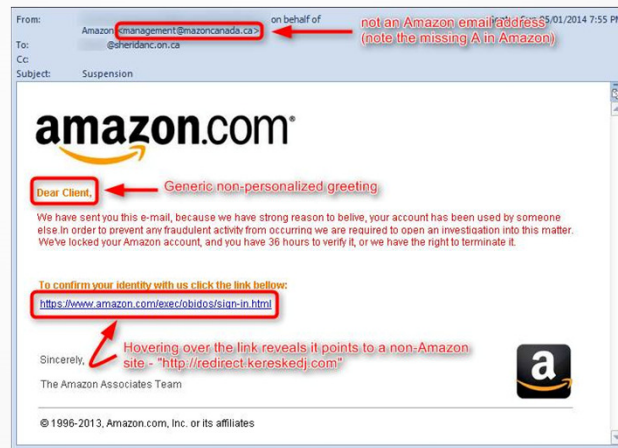 From: on behalf of
Amazon <management@mazoncanada.ca>
not an Amazon email address
(note the missing A in Amazon)
05/01/2014 7:55 PM
To: @sheridanc.on.ca
Cc:
Subject: Suspension
amazon.com
Dear Client,
Generic non-personalized greeting
We have sent you this e-mail, because we have strong reason to belive, your account has been used by someone
else.In order to prevent any fraudulent activity from occurring we are required to open an investigation into this matter.
We've locked your Amazon account, and you have 36 hours to verify it, or we have the right to terminate it.
To confirm your identity with us click the link bellow:
https://www.amazon.com/exec/obidos/sign-in.html
Hovering over the link reveals it points to a non-Amazon
site - "http://redirect.kereskedj.com"
Sincerely,
The Amazon Associates Team
a
© 1996-2013, Amazon.com, Inc. or its affiliates